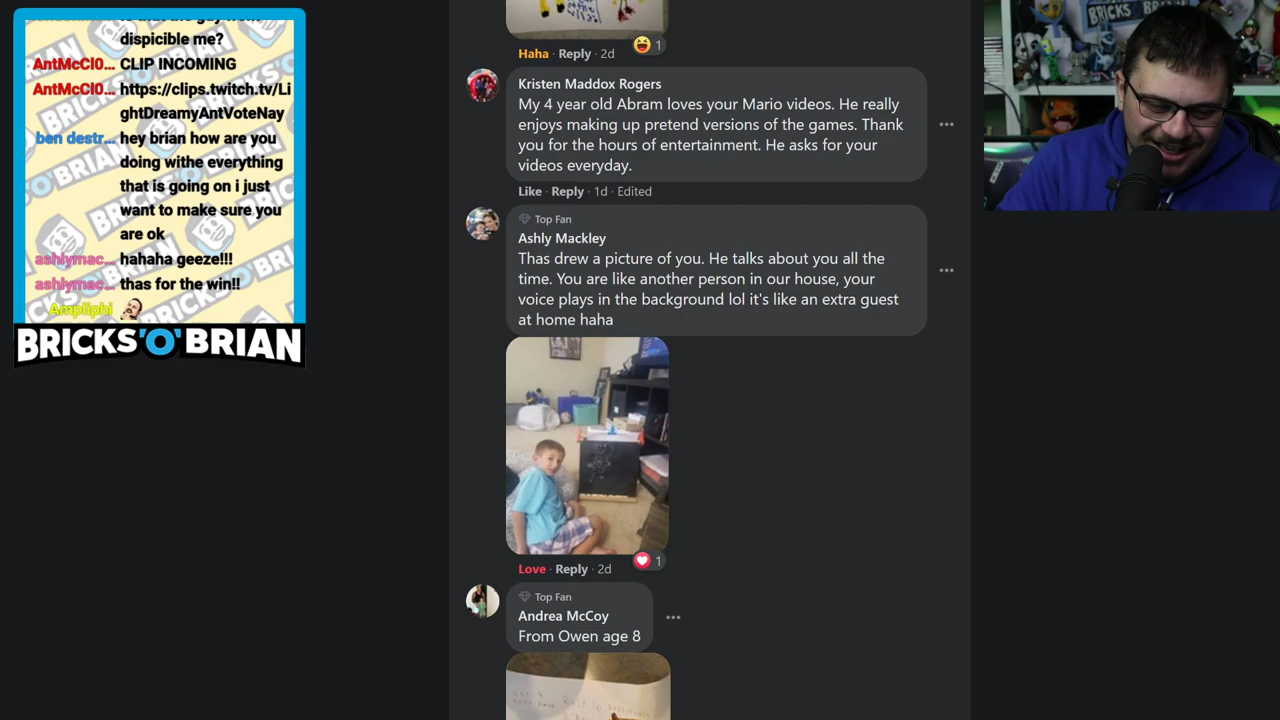 dispicible me?
AntMcCl0... CLIP INCOMING
AntMcCl0... https://clips.twitch.tv/Li
ghtDreamyAntVoteNay
ben destr... hey brian how are you
doing withe everything
that is going on i just
want to make sure you
are ok
ashlymac... hahaha geeze!!!
ashlymac... thas for the win!!
Ampliphi
BRICKS'O'BRIAN
Haha · Reply · 2d
1
Kristen Maddox Rogers
My 4 year old Abram loves your Mario videos. He really
enjoys making up pretend versions of the games. Thank
you for the hours of entertainment. He asks for your
videos everyday.
Like · Reply · 1d · Edited
Top Fan
Ashly Mackley
Thas drew a picture of you. He talks about you all the
time. You are like another person in our house, your
voice plays in the background lol it's like an extra guest
at home haha
Love · Reply · 2d
1
Top Fan
Andrea McCoy
From Owen age 8
BRICKS'O